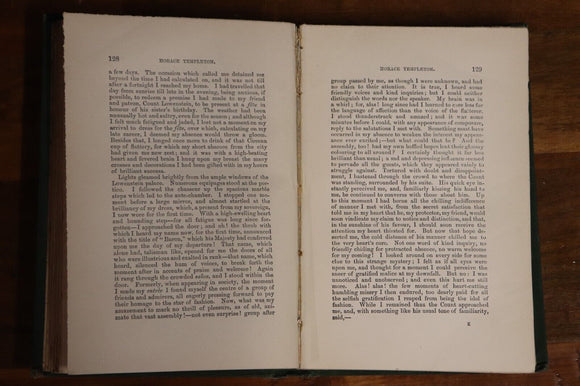 128 HORACE TEMPLETON.
a few days. The occasion which called me detained me
beyond the time I had calculated on, and it was not till
after a fortnight I reached my home. I had travelled that
day from sunrise till late in the evening, being anxious, if
possible, to redeem a promise I had made to my friend
and patron, Count Lowenstein, to be present at a fête in
honour of his sister's birthday. The weather had been
unusually hot and sultry, even for the season; and although
I felt much fatigued and jaded, I lost not a moment on my
arrival to dress for the fête, over which, calculating on my
late career, I deemed my absence would throw a gloom.
Besides that, I longed once more to drink of that Circean
cup of flattery, for which my short absence from the city
had given me new zest; and it was with a burning
heart and fevered brain I hung upon my breast the many
crosses and decorations I had been gifted with in my hours
of brilliant success.
Lights gleamed brightly from the ample windows of the
Lowenstein palace. Numerous equipages stood at the por-
tico. I followed the chasseur up the spacious marble
steps which led to the ante-chamber. I stepped one mo-
ment before a large mirror, and almost startled at the
brilliancy of my dress, which, a present from my sovereign,
I now wore for the first time. With a high-swelling heart
and bounding step—for all fatigue was long since forgot-
ten—I approached the door; and oh! the throb with
which I heard my name now, for the first time, announced
with the title of "Baron," which his Majesty had conferred
upon me the day of my departure! That name, which
alone had, talisman like, opened for me the doors of all
who were illustrious and exalted in rank—that name, which
heard, silenced the hum of voices, to break forth the
moment after in accents of praise and welcome! Again
it rang through the crowded salon, and I stood within the
door. Formerly, when appearing in society, the moment
I made my entrée I found myself the centre of a group of
friends and admirers, all eagerly pressing forward to pay
their homage to the star of fashion. Now, what was my
amazement to mark no thrill of pleasure, as of old, ani-
mate that vast assembly!—not even surprise! group after
HORACE TEMPLETON. 129
group passed by me, as though I were unknown, and had
no claim to their attention. It is true, I heard some
friendly voices and kind inquiries; but I could neither
distinguish the words nor the speaker. My brain was in
a whirl; for, alas! long since had I learned to care less for
the language of affection than the voice of the flatterer.
I stood thunderstruck and amazed; and it was some
minutes before I could, with any appearance of composure,
reply to the salutations I met with. Something must have
occurred in my absence to weaken the interest my appear-
ance ever excited;—but what could it be? And the
assembly, too! had my own baffled hopes lent their gloomy
colouring to all around? I certainly thought it was less
brilliant than usual; a sad and depressing influence seemed
to pervade all the guests, which they appeared vainly to
struggle against. Tortured with doubt and disappoint-
ment, I hastened through the crowd to where the Count
was standing, surrounded by his suite. His quick eye in-
stantly perceived me, and, familiarly kissing his hand to
me, he continued to converse with those about him. This
I had borne with all the chilling indifference
of manner I met with, from the secret satisfaction that
told me in my heart that he, my protector, my friend, would
soon vindicate my claim to notice and distinction, and that,
in the sunshine of his favour, I should soon receive the
attention my heart thirsted for. But now that hope de-
serted me, the cold distance of his manner chilled me to
the very heart's core. Not one word of kind inquiry, no
friendly chiding for protracted absence, no warm welcome
for my coming! I looked around on every side for some
clue to this strange mystery; I felt as if all eyes were
upon me, and thought for a moment I could perceive the
sneer of gratified malice at my downfall. But no: I was
unnoticed and unobserved; and even this hurt me still
more. Alas! alas! the few moments of heart-cutting
humbling misery I then endured, too dearly paid for all
the selfish gratification I reaped from being the idol of
fashion. While I remained thus the Count approached
me, and, with something like his usual tone of familiarity,
said,—
K